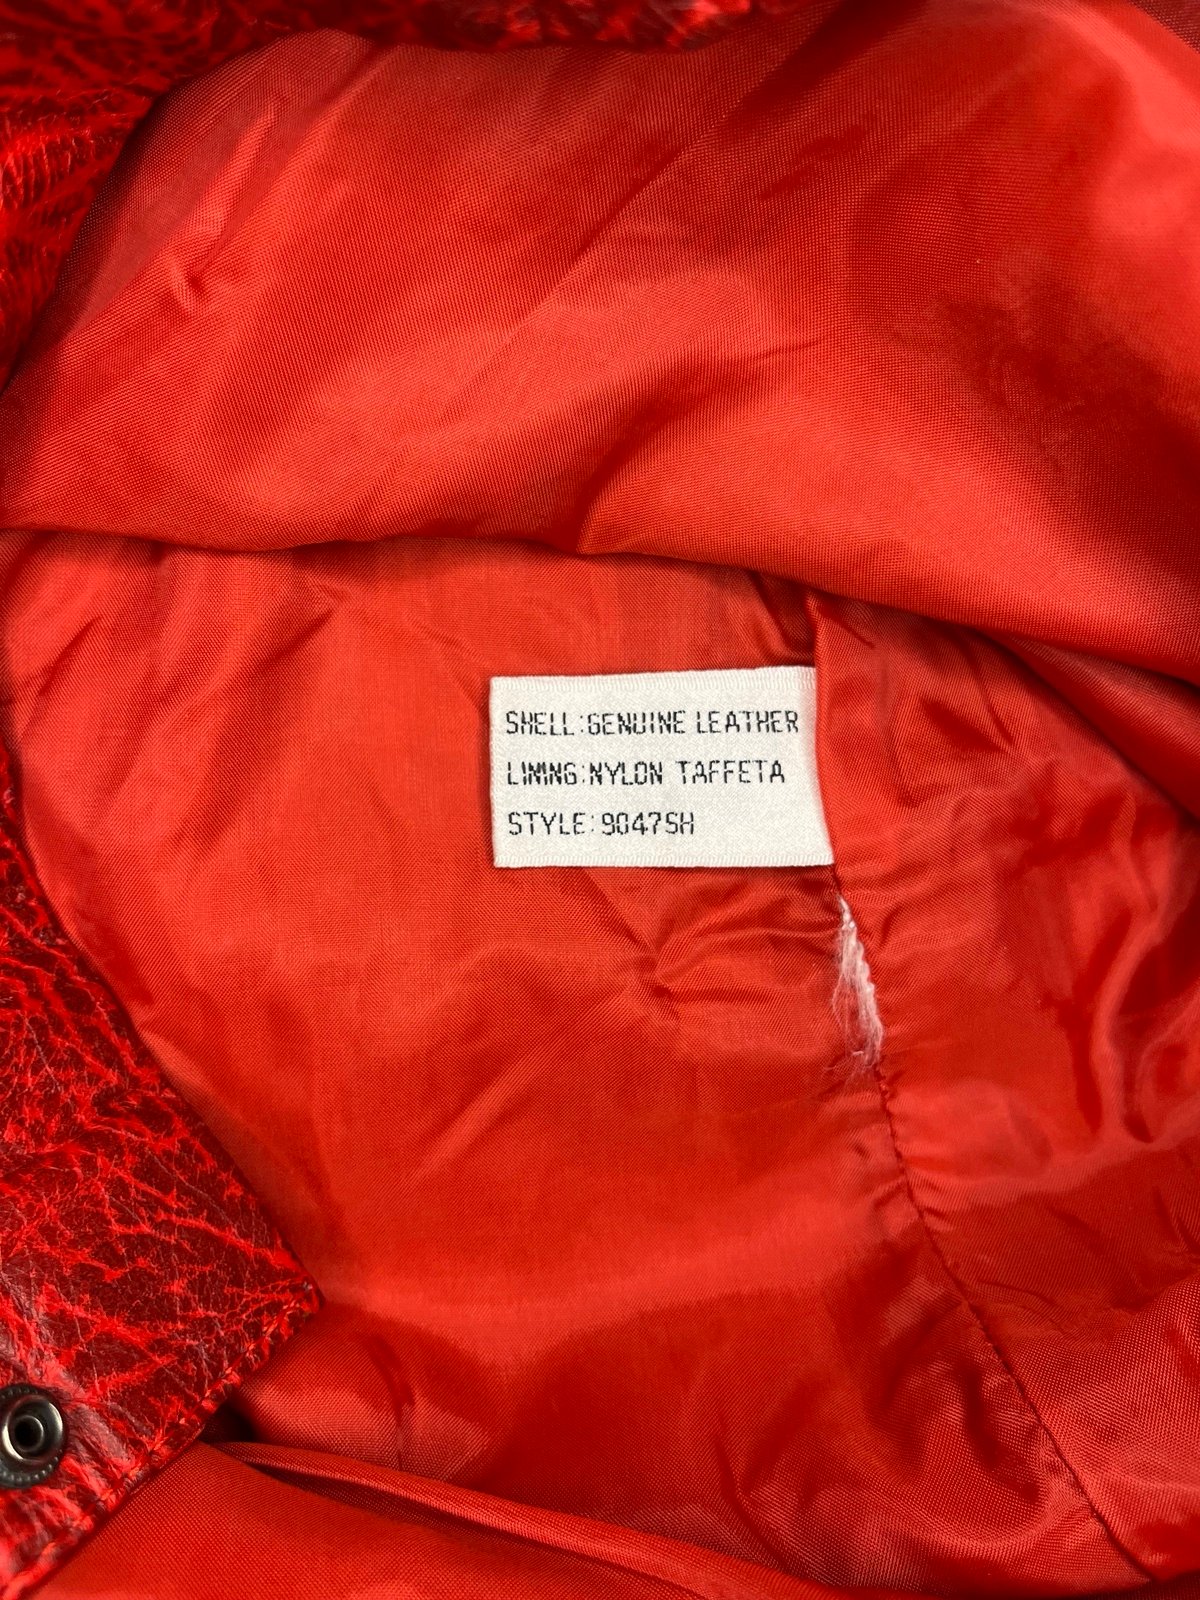 SHELL:GENUINE LEATHER
LINING:NYLON TAFFETA
STYLE:9047SH